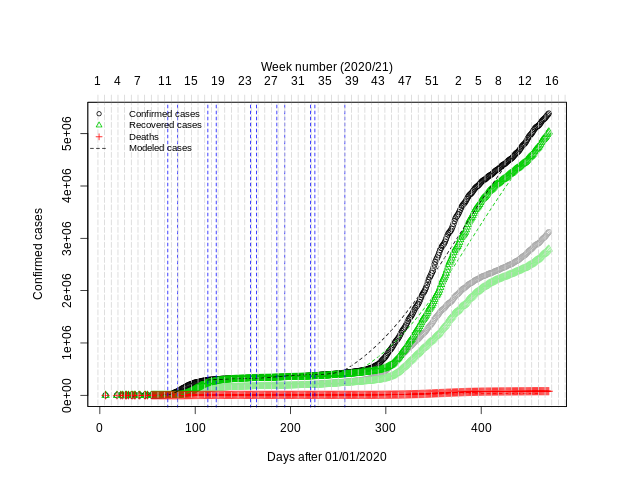 Week number (2020/21)
1 4 7 11 15 19 23 27 31 35 39 43 47 51 2 5 8 12 16
Confirmed cases
Recovered cases
Deaths
Modeled cases
Confirmed cases
5e+06
4e+06
3e+06
2e+06
1e+06
0e+00
0 100 200 300 400
Days after 01/01/2020